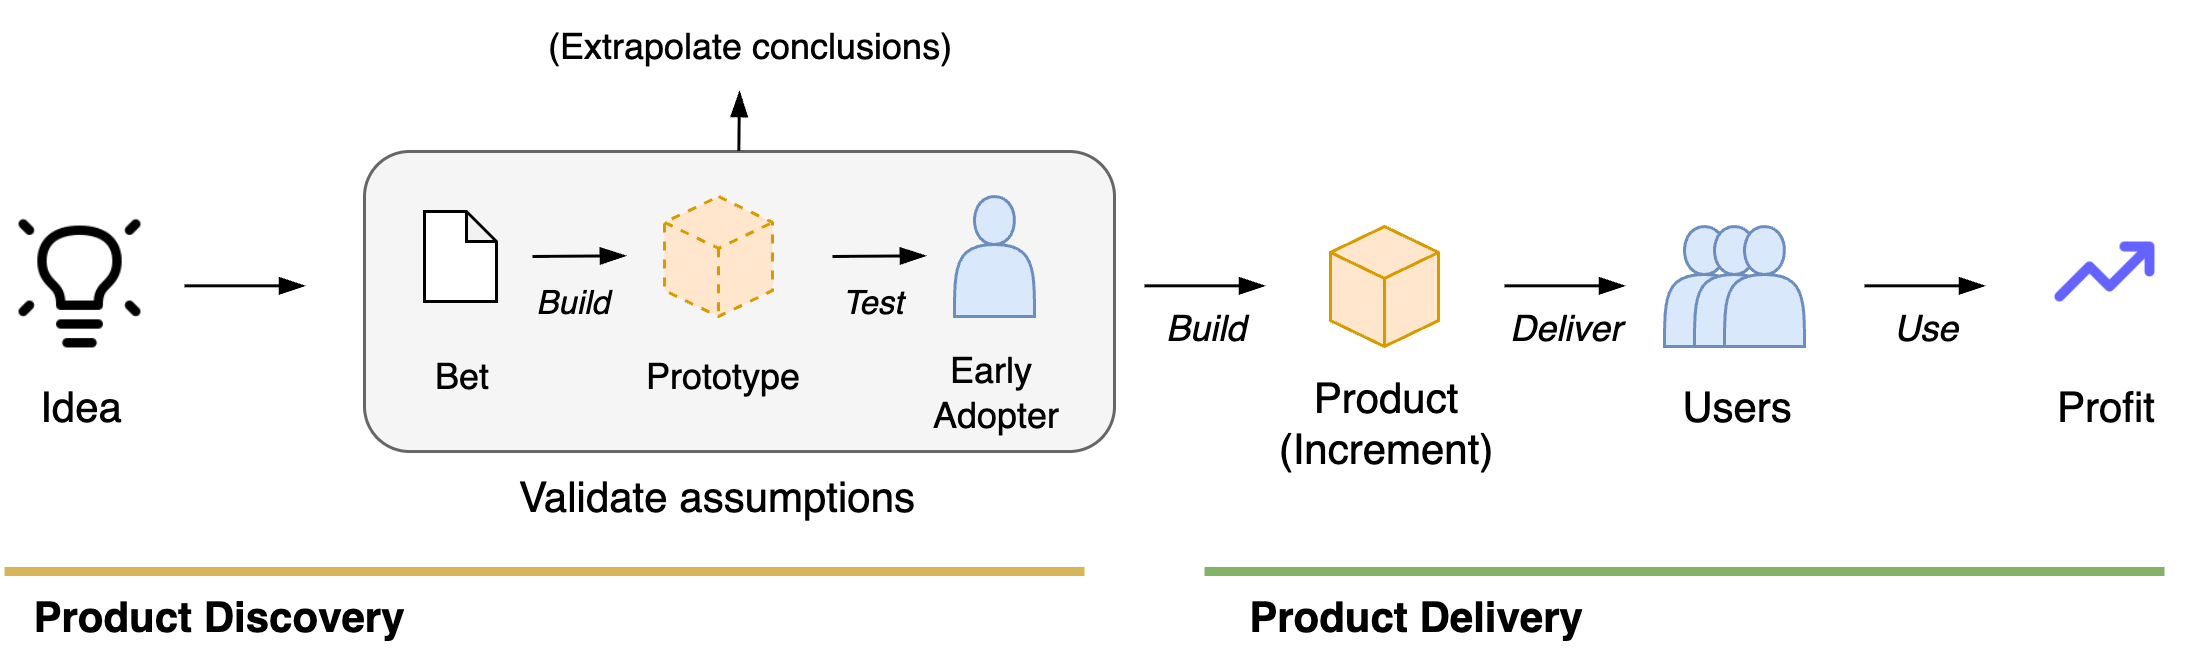 (Extrapolate conclusions)
Build
Test
Bet
Prototype
Early
Adopter
Validate assumptions
Idea
Build
Deliver
Use
Product
(Increment)
Users
Profit
Product Discovery
Product Delivery